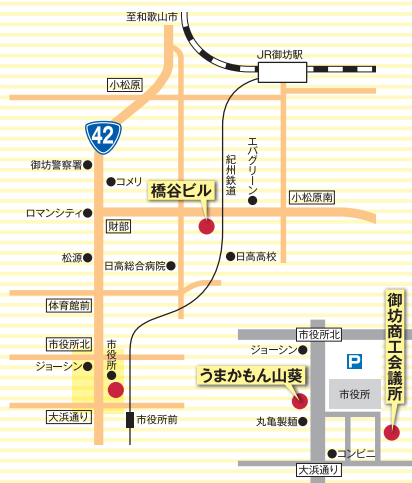 至和歌山市
JR御坊駅
小松原
42
エバグリーン
紀州鉄道
御坊警察署
コメリ
橋谷ビル
小松原南
ロマンシティ
財部
松源
日高総合病院
日高高校
体育館前
市役所北
市役所
ジョーシン
大浜通り
市役所前
御坊商工会議所
市役所北
ジョーシン
P
うまかもん山葵
市役所
丸亀製麺
コンビニ
大浜通り